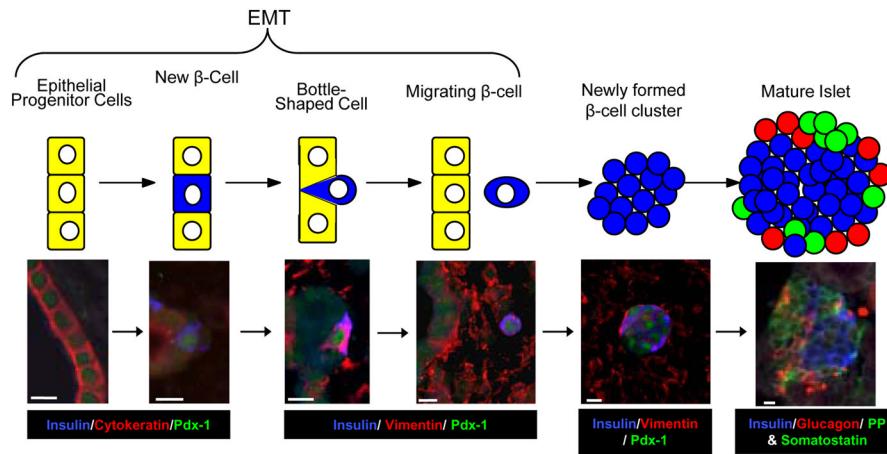 EMT
Epithelial
Progenitor Cells
New β-Cell
Bottle-
Shaped Cell
Migrating β-cell
Newly formed
β-cell cluster
Mature Islet
Insulin/Cytokeratin/Pdx-1
Insulin/ Vimentin/ Pdx-1
Insulin/Vimentin
/ Pdx-1
Insulin/Glucagon/ PP
& Somatostatin